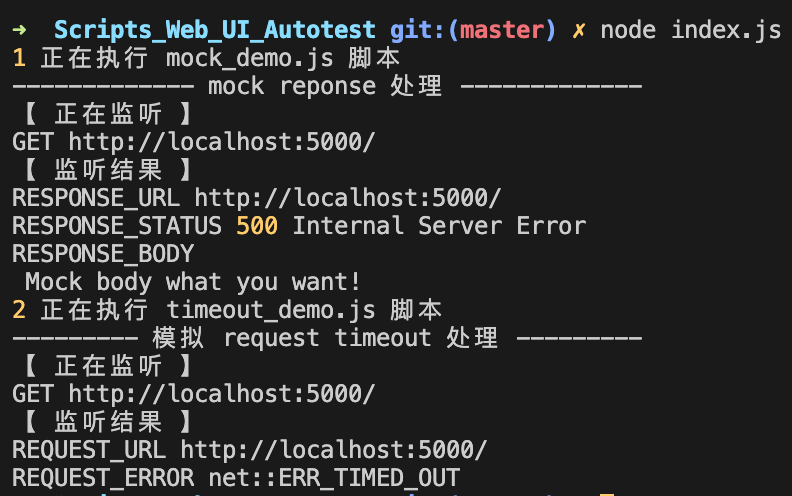 ➜  Scripts_Web_UI_Autotest git:(master) ✗ node index.js
1 正在执行 mock_demo.js 脚本
------------- mock reponse 处理 -------------
【 正在监听 】
GET http://localhost:5000/
【 监听结果 】
RESPONSE_URL http://localhost:5000/
RESPONSE_STATUS 500 Internal Server Error
RESPONSE_BODY
 Mock body what you want!
2 正在执行 timeout_demo.js 脚本
--------- 模拟 request timeout 处理 ---------
【 正在监听 】
GET http://localhost:5000/
【 监听结果 】
REQUEST_URL http://localhost:5000/
REQUEST_ERROR net::ERR_TIMED_OUT